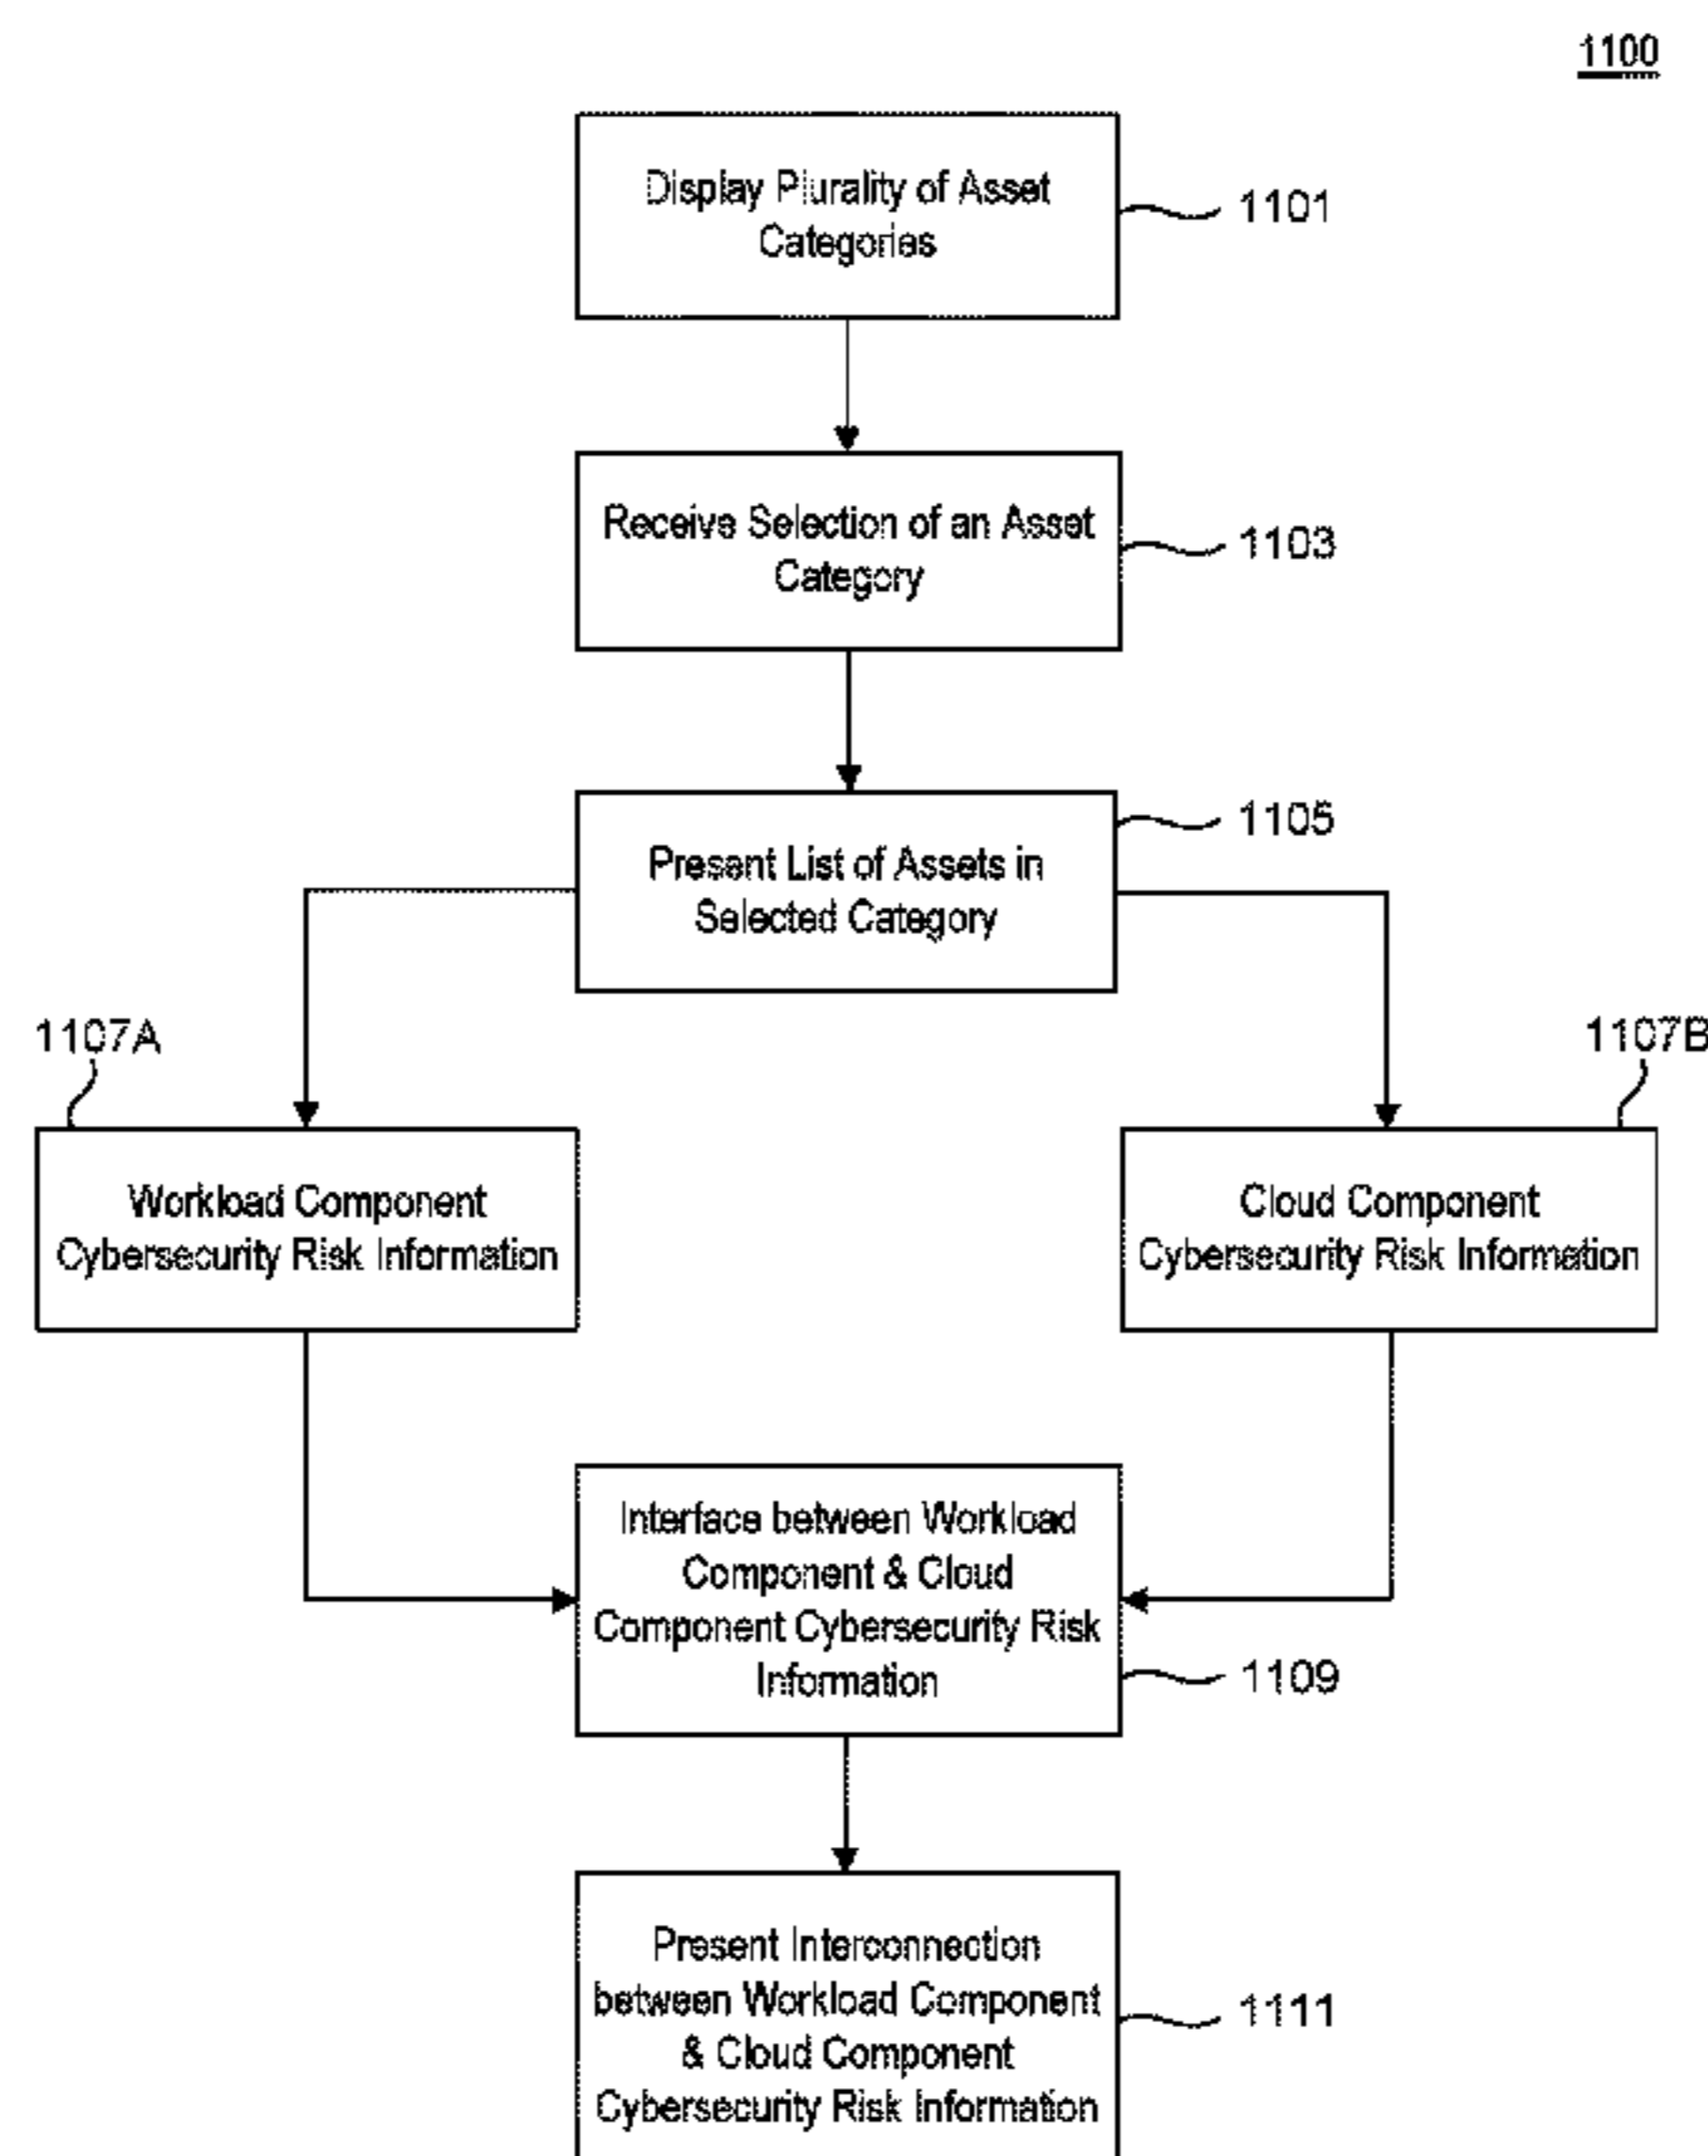 1100
Display Plurality of Asset
Categories
1101
Receive Selection of an Asset
Category
1103
1105
Present List of Assets in
Selected Category
1107A
1107B
Workload Component
Cybersecurity Risk Information
Cloud Component
Cybersecurity Risk Information
Interface between Workload
Component & Cloud
Component Cybersecurity Risk
Information
1109
Present Interconnection
between Workload Component
& Cloud Component
Cybersecurity Risk Information
1111